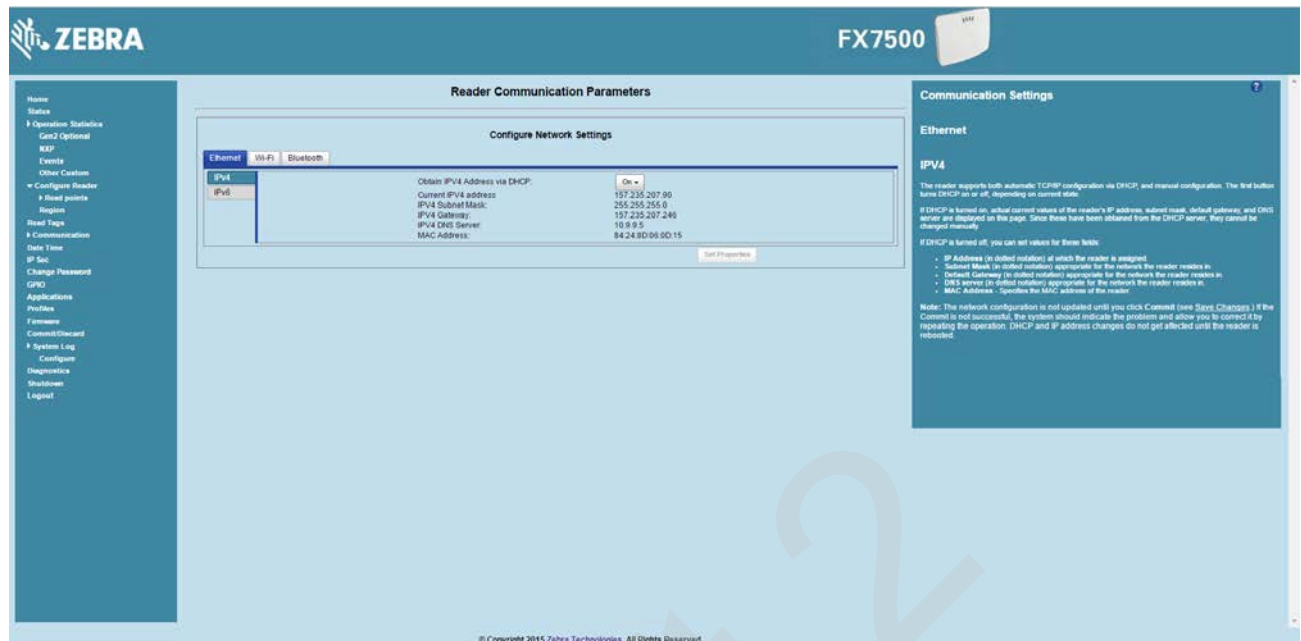 ZEBRA
FX7500
Home
Status
Operation Statistics
Gen2 Optional
NXP
Events
Other Custom
Configure Reader
Read points
Region
Read Tags
Communication
Date Time
IP Sec
Change Password
GPIO
Applications
Profiles
Firmware
Commit/Discard
System Log
Configure
Diagnostics
Shutdown
Logout
Reader Communication Parameters
Configure Network Settings
Ethernet Wi-Fi Bluetooth
IPv4
IPv6
Obtain IPV4 Address via DHCP: On
Current IPV4 address 157.235.207.90
IPV4 Subnet Mask: 255.255.255.0
IPV4 Gateway: 157.235.207.246
IPV4 DNS Server: 10.9.9.5
MAC Address: 84:24:8D:06:0D:15
Set Properties
Communication Settings
?
Ethernet
IPV4
The reader supports both automatic TCP/IP configuration via DHCP, and manual configuration. The first button
turns DHCP on or off, depending on current state.
If DHCP is turned on, actual current values of the reader's IP address, subnet mask, default gateway, and DNS
server are displayed on this page. Since these have been obtained from the DHCP server, they cannot be
changed manually.
If DHCP is turned off, you can set values for these fields:
• IP Address (in dotted notation) at which the reader is assigned.
• Subnet Mask (in dotted notation) appropriate for the network the reader resides in.
• Default Gateway (in dotted notation) appropriate for the network the reader resides in.
• DNS server (in dotted notation) appropriate for the network the reader resides in.
• MAC Address - Specifies the MAC address of the reader.
Note: The network configuration is not updated until you click Commit (see Save Changes.) If the
Commit is not successful, the system should indicate the problem and allow you to correct it by
repeating the operation. DHCP and IP address changes do not get affected until the reader is
rebooted.
© Copyright 2015 Zebra Technologies. All Rights Reserved.